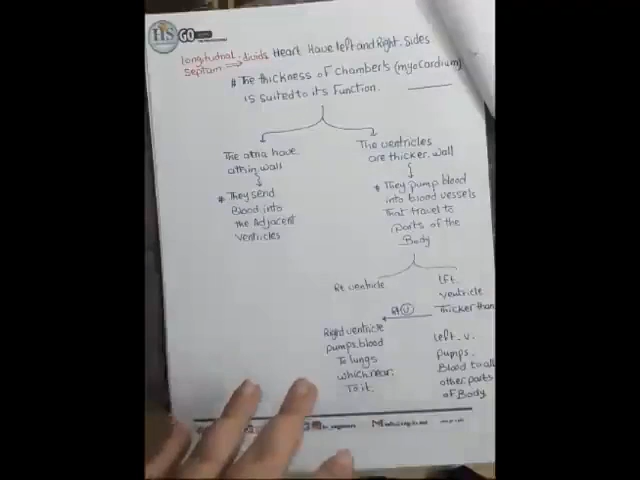 HS GO
longitudnal divids Heart Have left and Right Sides
septum ⇒
* The thickness of chambers (myocardium)
is suited to its Function.
The atria have
a thin wall
* They send
Blood into
the Adjacent
ventricles
The ventricles
are thicker wall
* They pump blood
into blood vessels
That travel to
parts of the
Body
Rt ventricle
Lft
ventricle
thicker than
Rt V
Right ventricle
pumps blood
To lungs
which near
To it
Left v.
pumps
Blood to all
other parts
of Body